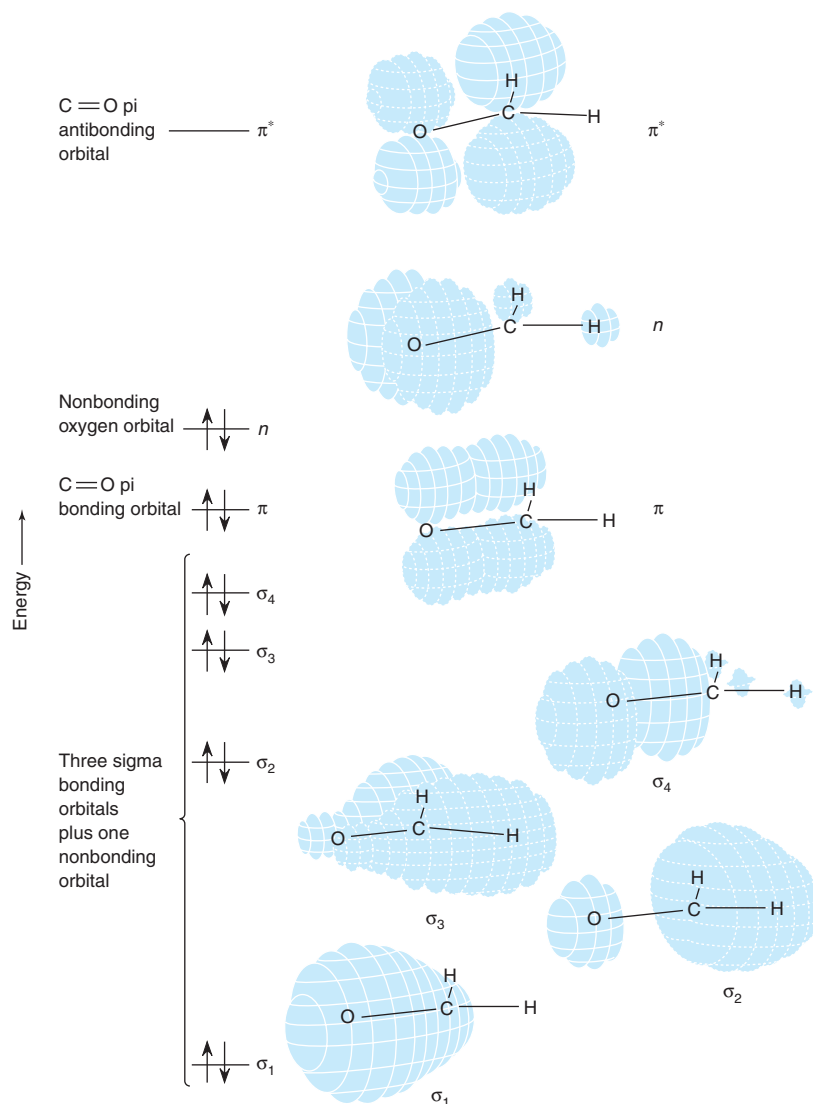 C=O pi
antibonding
orbital
π*
H
C
O
H
π*
H
C
O
H
n
Nonbonding
oxygen orbital
n
C=O pi
bonding orbital
π
H
C
O
H
π
Energy
σ4
σ3
σ2
Three sigma
bonding
orbitals
plus one
nonbonding
orbital
H
C
O
H
σ4
H
C
O
H
σ3
H
C
O
H
σ2
H
C
O
H
σ1
σ1